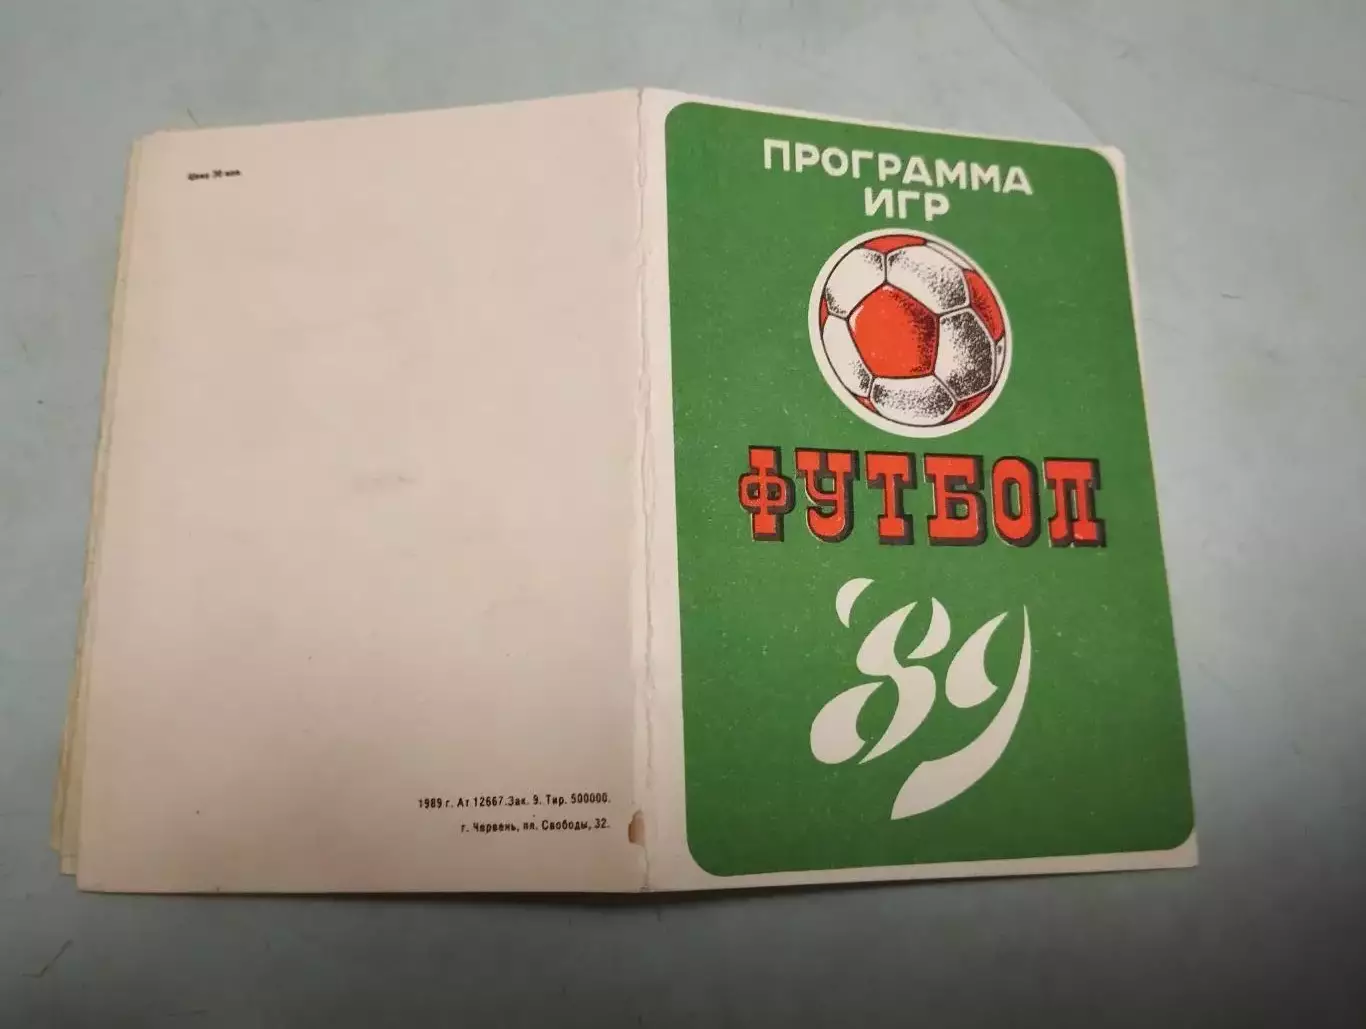 Цена 30 коп.
1989 г. Ат 12667. Зак. 9. Тир. 500000.
г. Червень, пл. Свободы, 32.
ПРОГРАММА
ИГР
ФУТБОЛ
'89